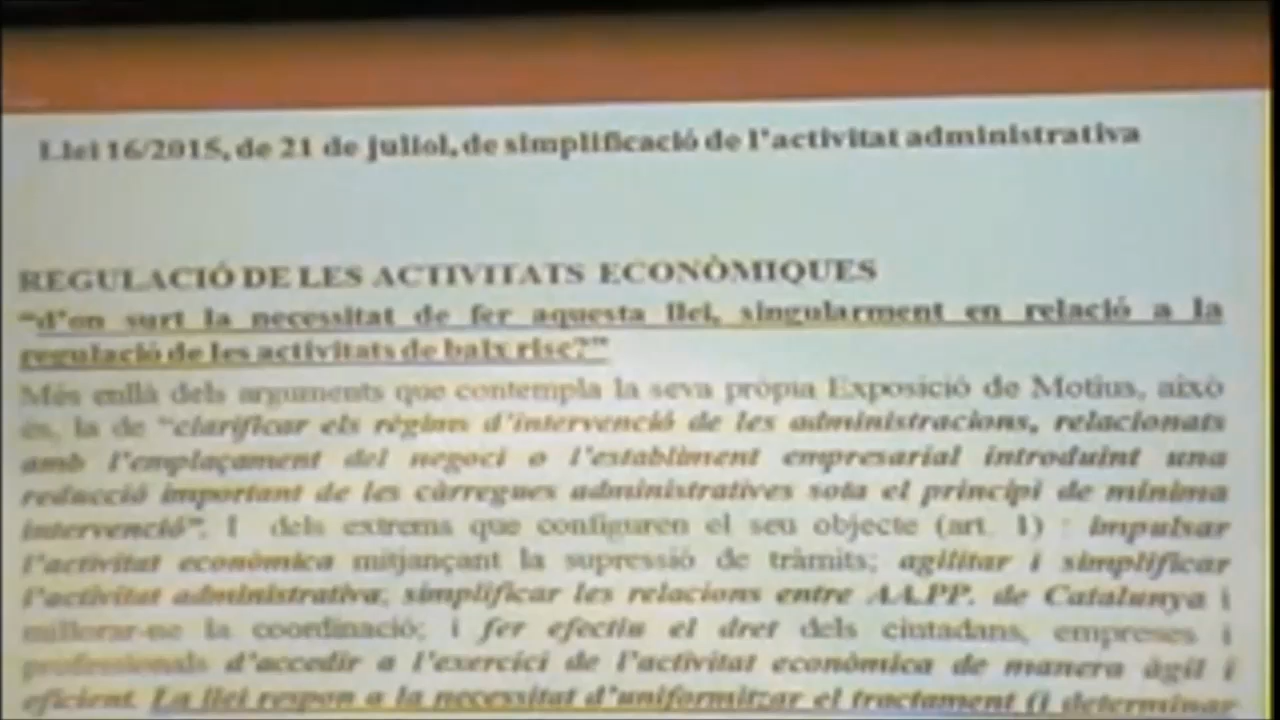 Llei 16/2015, de 21 de juliol, de simplificació de l'activitat administrativa
REGULACIÓ DE LES ACTIVITATS ECONÒMIQUES
"d'on surt la necessitat de fer aquesta llei, singularment en relació a la
regulació de les activitats de baix risc?"
Més enllà dels arguments que contempla la seva pròpia Exposició de Motius, això
és, la de "clarificar els règims d'intervenció de les administracions, relacionats
amb l'emplaçament del negoci o l'establiment empresarial introduint una
reducció important de les càrregues administratives sota el principi de mínima
intervenció". I dels extrems que configuren el seu objecte (art. 1) : impulsar
l'activitat econòmica mitjançant la supressió de tràmits; agilitar i simplificar
l'activitat administrativa; simplificar les relacions entre AA.PP. de Catalunya i
millorar-ne la coordinació; i fer efectiu el dret dels ciutadans, empreses i
professionals d'accedir a l'exercici de l'activitat econòmica de manera àgil i
eficient. La llei respon a la necessitat d'uniformitzar el tractament (i determinar